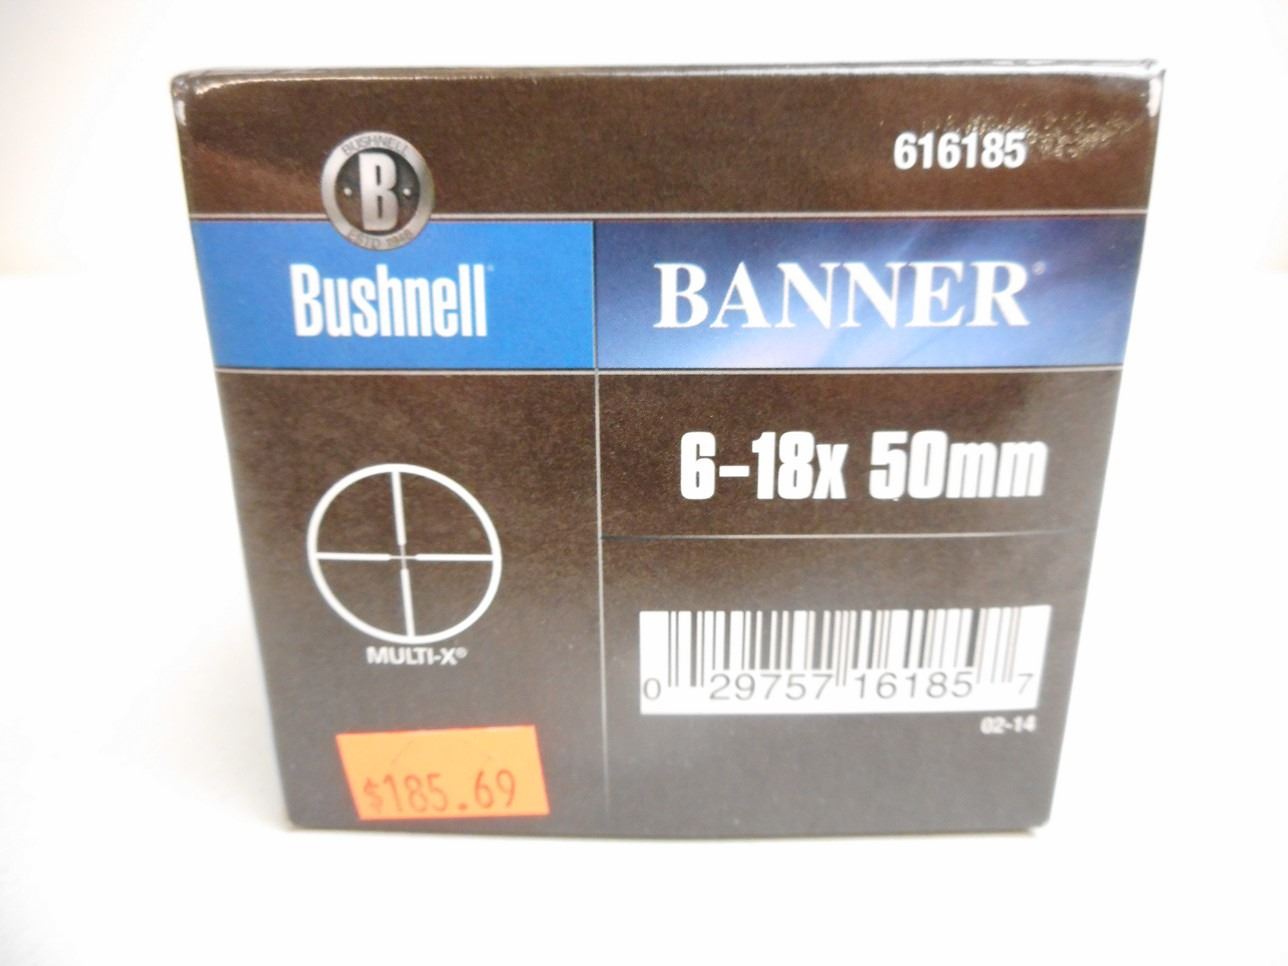 616185
BUSHNELL
B
ESTD 1948
Bushnell®
BANNER®
6-18x 50mm
MULTI-X®
0 29757 16185 7
02-14
$185.69